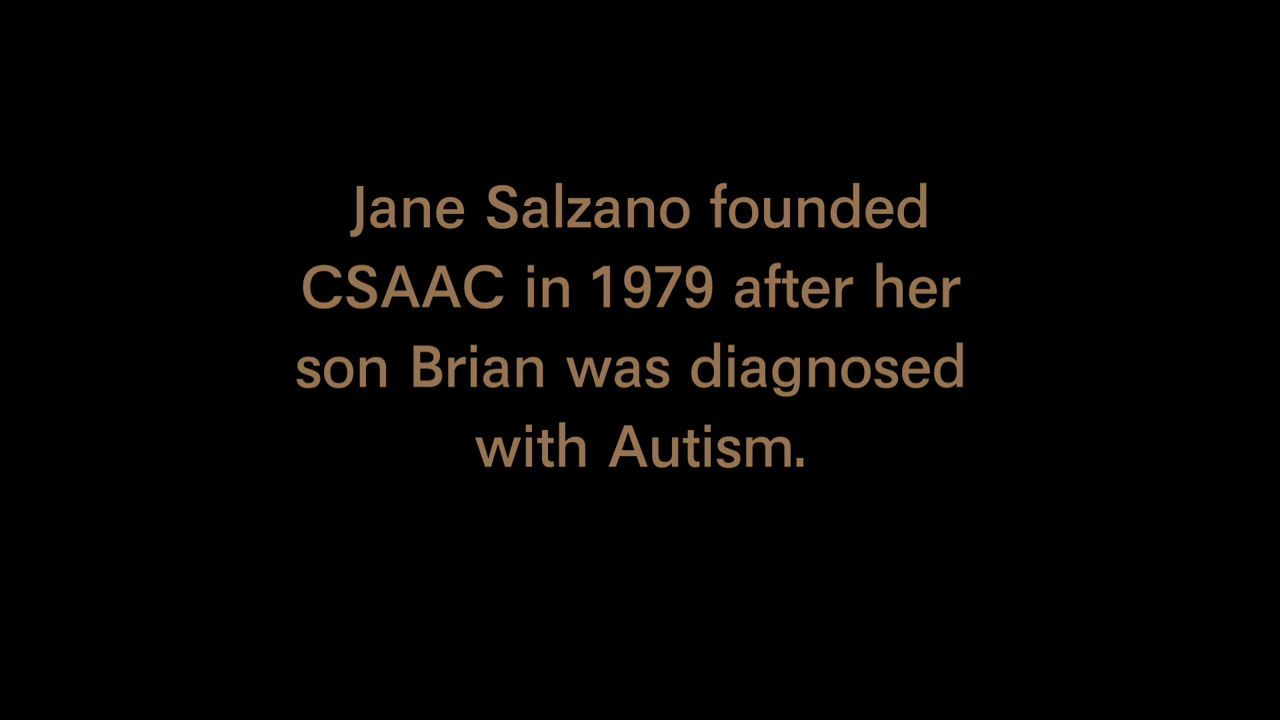 Jane Salzano founded
CSAAC in 1979 after her
son Brian was diagnosed
with Autism.